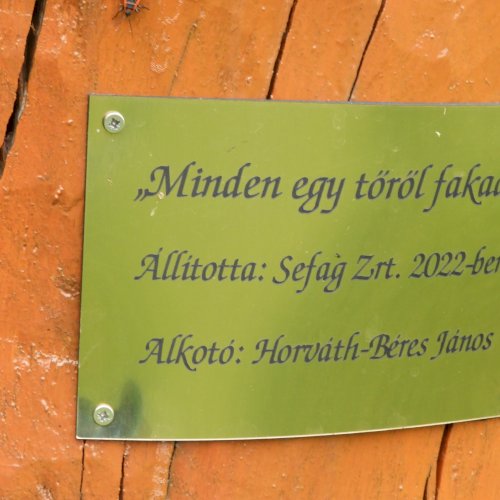 „Minden egy tőről fakad
Állította: Sefag Zrt. 2022-ben
Alkotó: Horváth-Béres János